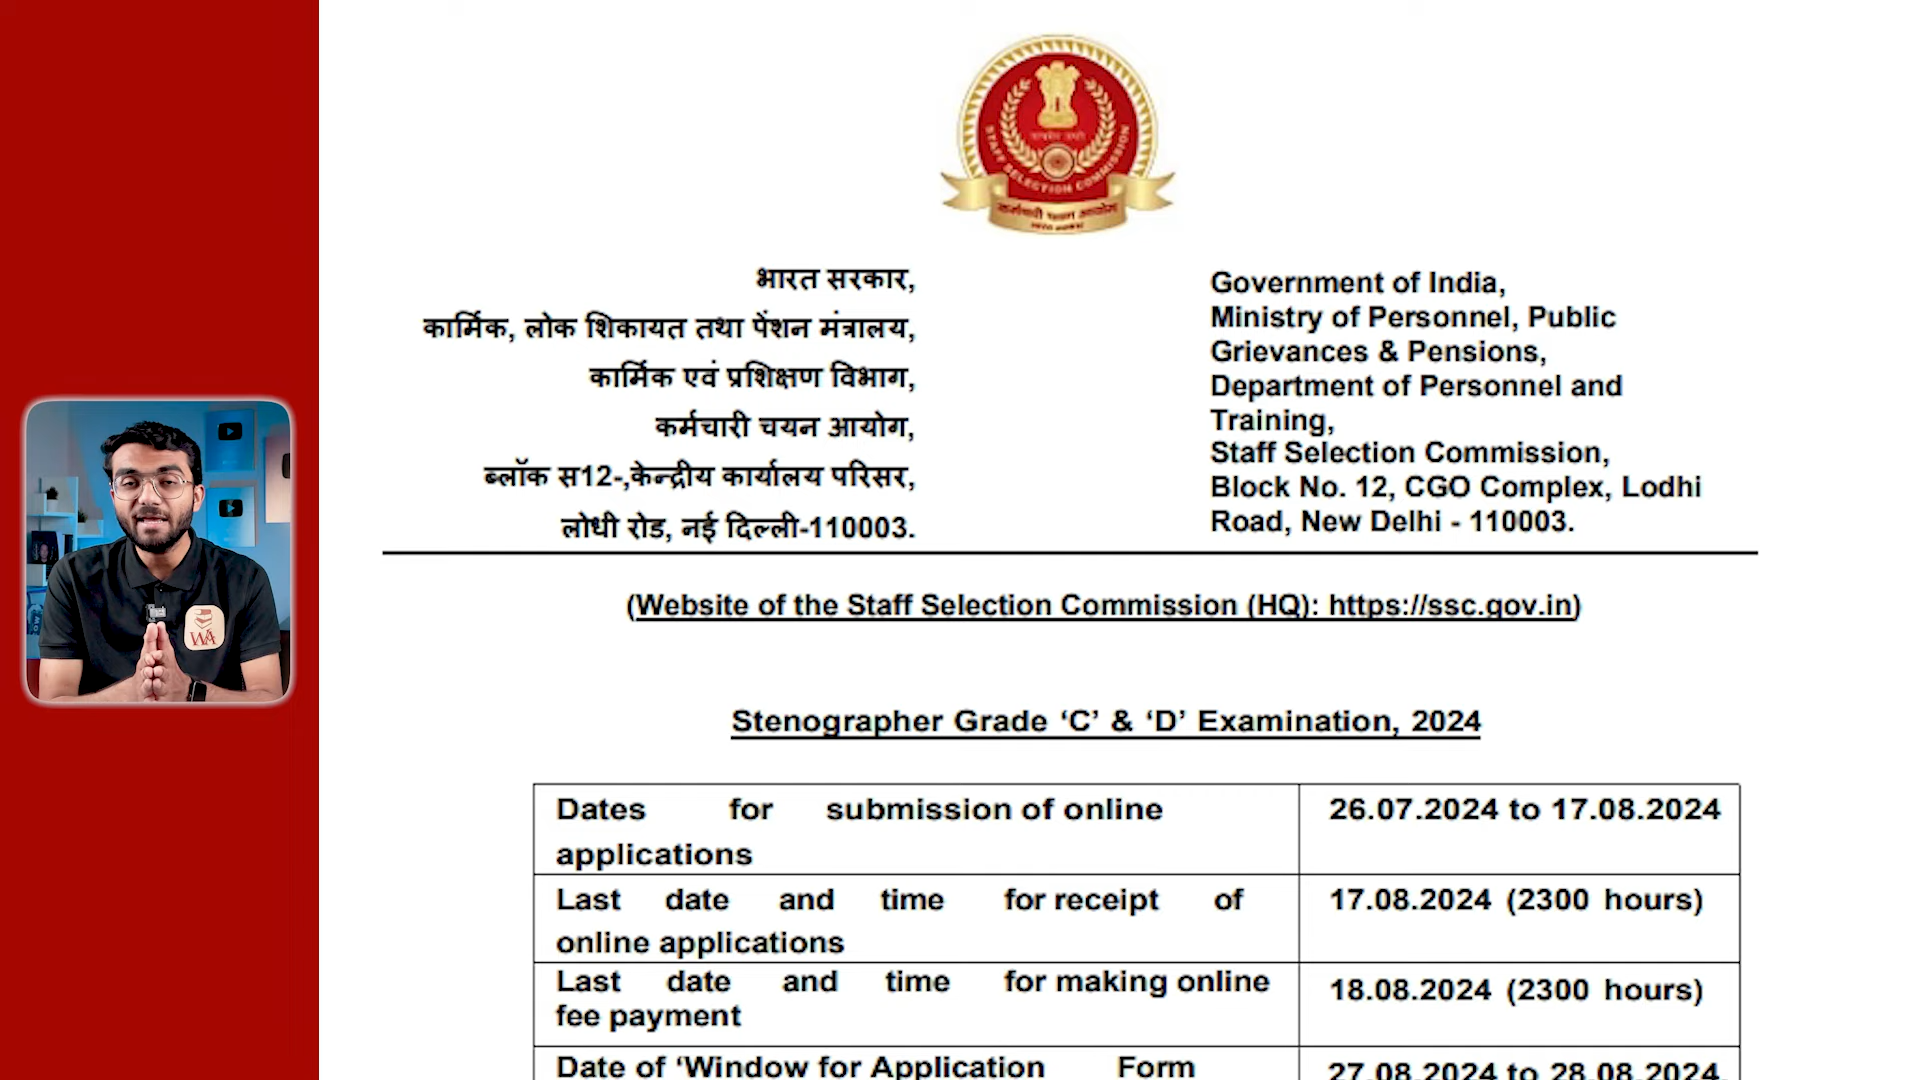 STAFF SELECTION COMMISSION
भारत सरकार,
कार्मिक, लोक शिकायत तथा पेंशन मंत्रालय,
कार्मिक एवं प्रशिक्षण विभाग,
कर्मचारी चयन आयोग,
ब्लॉक स12-,केन्द्रीय कार्यालय परिसर,
लोधी रोड, नई दिल्ली-110003.
Government of India,
Ministry of Personnel, Public
Grievances & Pensions,
Department of Personnel and
Training,
Staff Selection Commission,
Block No. 12, CGO Complex, Lodhi
Road, New Delhi - 110003.
(Website of the Staff Selection Commission (HQ): https://ssc.gov.in)
Stenographer Grade ‘C’ & ‘D’ Examination, 2024
Dates for submission of online
applications
26.07.2024 to 17.08.2024
Last date and time for receipt of
online applications
17.08.2024 (2300 hours)
Last date and time for making online
fee payment
18.08.2024 (2300 hours)
Date of ‘Window for Application Form
27.08.2024 to 28.08.2024
WA